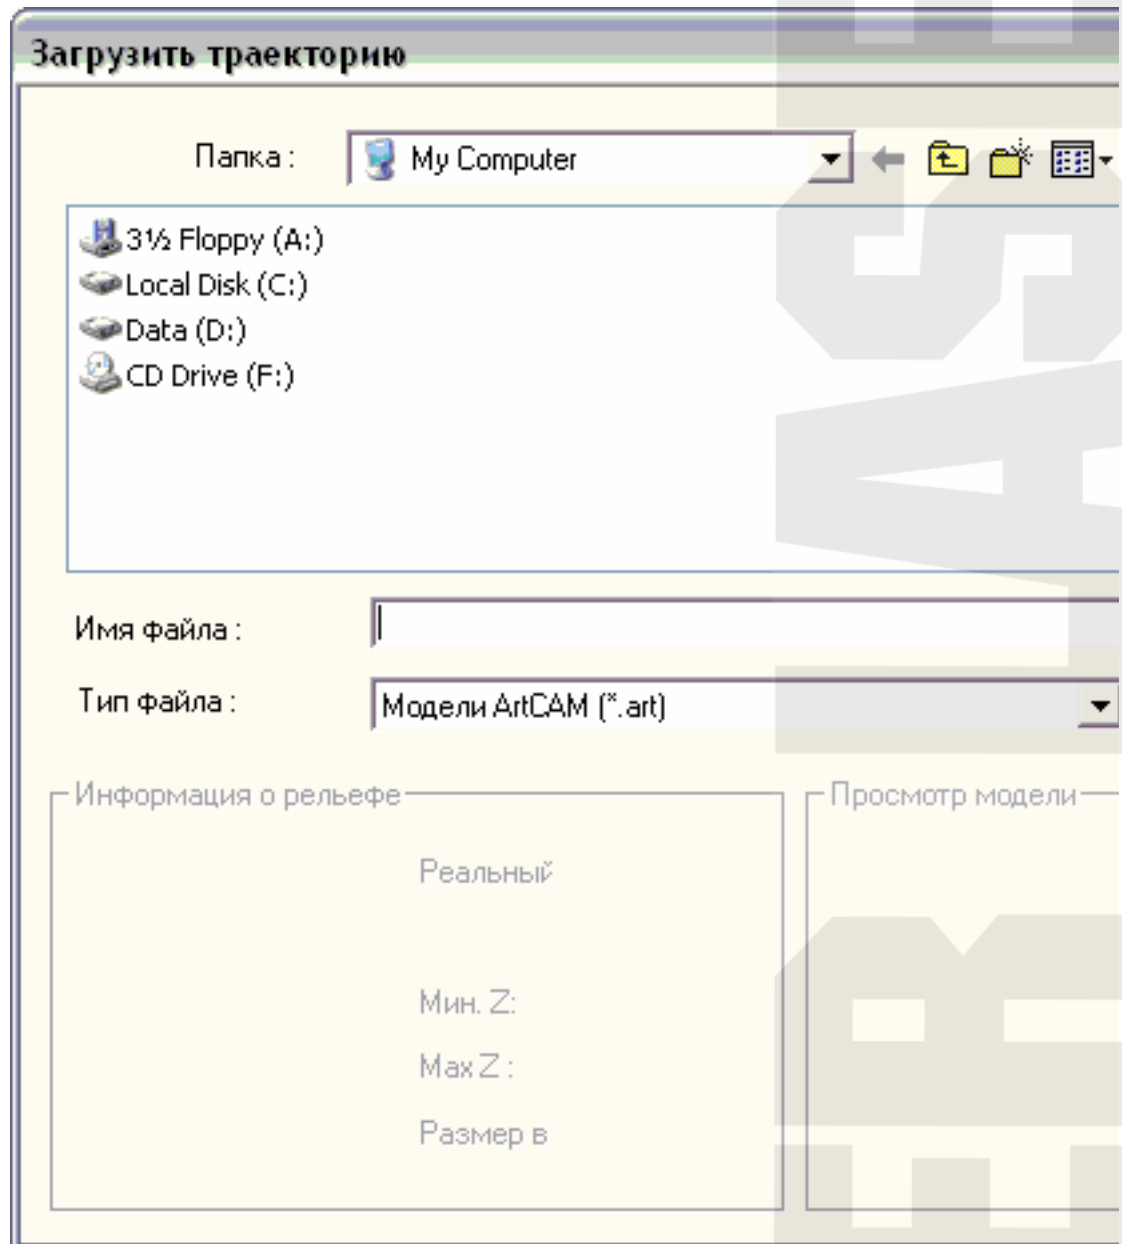 Загрузить траекторию
Папка :
My Computer
3½ Floppy (A:)
Local Disk (C:)
Data (D:)
CD Drive (F:)
Имя файла :
Тип файла :
Модели ArtCAM (*.art)
Информация о рельефе
Просмотр модели
Реальный
Мин. Z:
Max Z :
Размер в